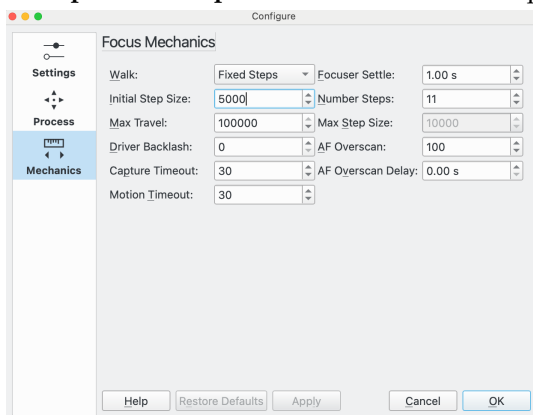 Configure
Focus Mechanics
Settings
Process
Mechanics
Walk: Fixed Steps Focuser Settle: 1.00 s
Initial Step Size: 5000 Number Steps: 11
Max Travel: 100000 Max Step Size: 10000
Driver Backlash: 0 AF Overscan: 100
Capture Timeout: 30 AF Overscan Delay: 0.00 s
Motion Timeout: 30
Help Restore Defaults Apply Cancel OK